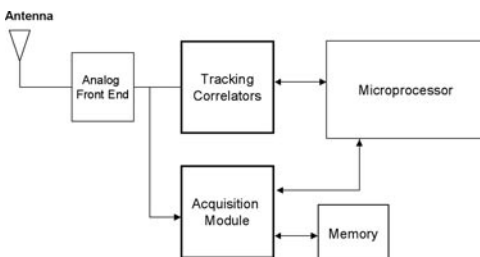 Antenna
Analog
Front End
Tracking
Correlators
Microprocessor
Acquisition
Module
Memory